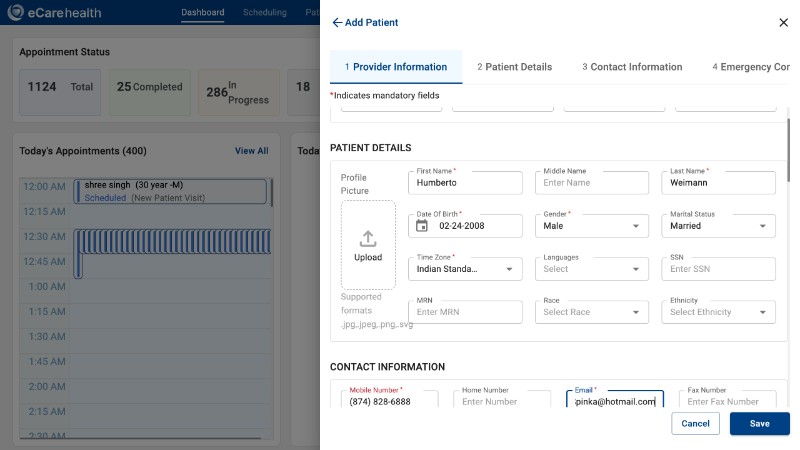 eCarehealth
Dashboard
Scheduling
Appointment Status
1124 Total
25 Completed
286 In Progress
18
Today's Appointments (400)
View All
12:00 AM
shree singh (30 year -M)
Scheduled (New Patient Visit)
12:15 AM
12:30 AM
12:45 AM
1:00 AM
1:15 AM
1:30 AM
1:45 AM
2:00 AM
2:15 AM
2:30 AM
Add Patient
1 Provider Information
2 Patient Details
3 Contact Information
4 Emergency Con
*Indicates mandatory fields
PATIENT DETAILS
Profile Picture
Upload
Supported formats
.jpg,.jpeg,.png,.svg
First Name *
Humberto
Middle Name
Enter Name
Last Name *
Weimann
Date Of Birth *
02-24-2008
Gender *
Male
Marital Status
Married
Time Zone *
Indian Standa...
Languages
Select
SSN
Enter SSN
MRN
Enter MRN
Race
Select Race
Ethnicity
Select Ethnicity
CONTACT INFORMATION
Mobile Number *
(874) 828-6888
Home Number
Enter Number
Email *
pinka@hotmail.com
Fax Number
Enter Fax Number
Cancel
Save